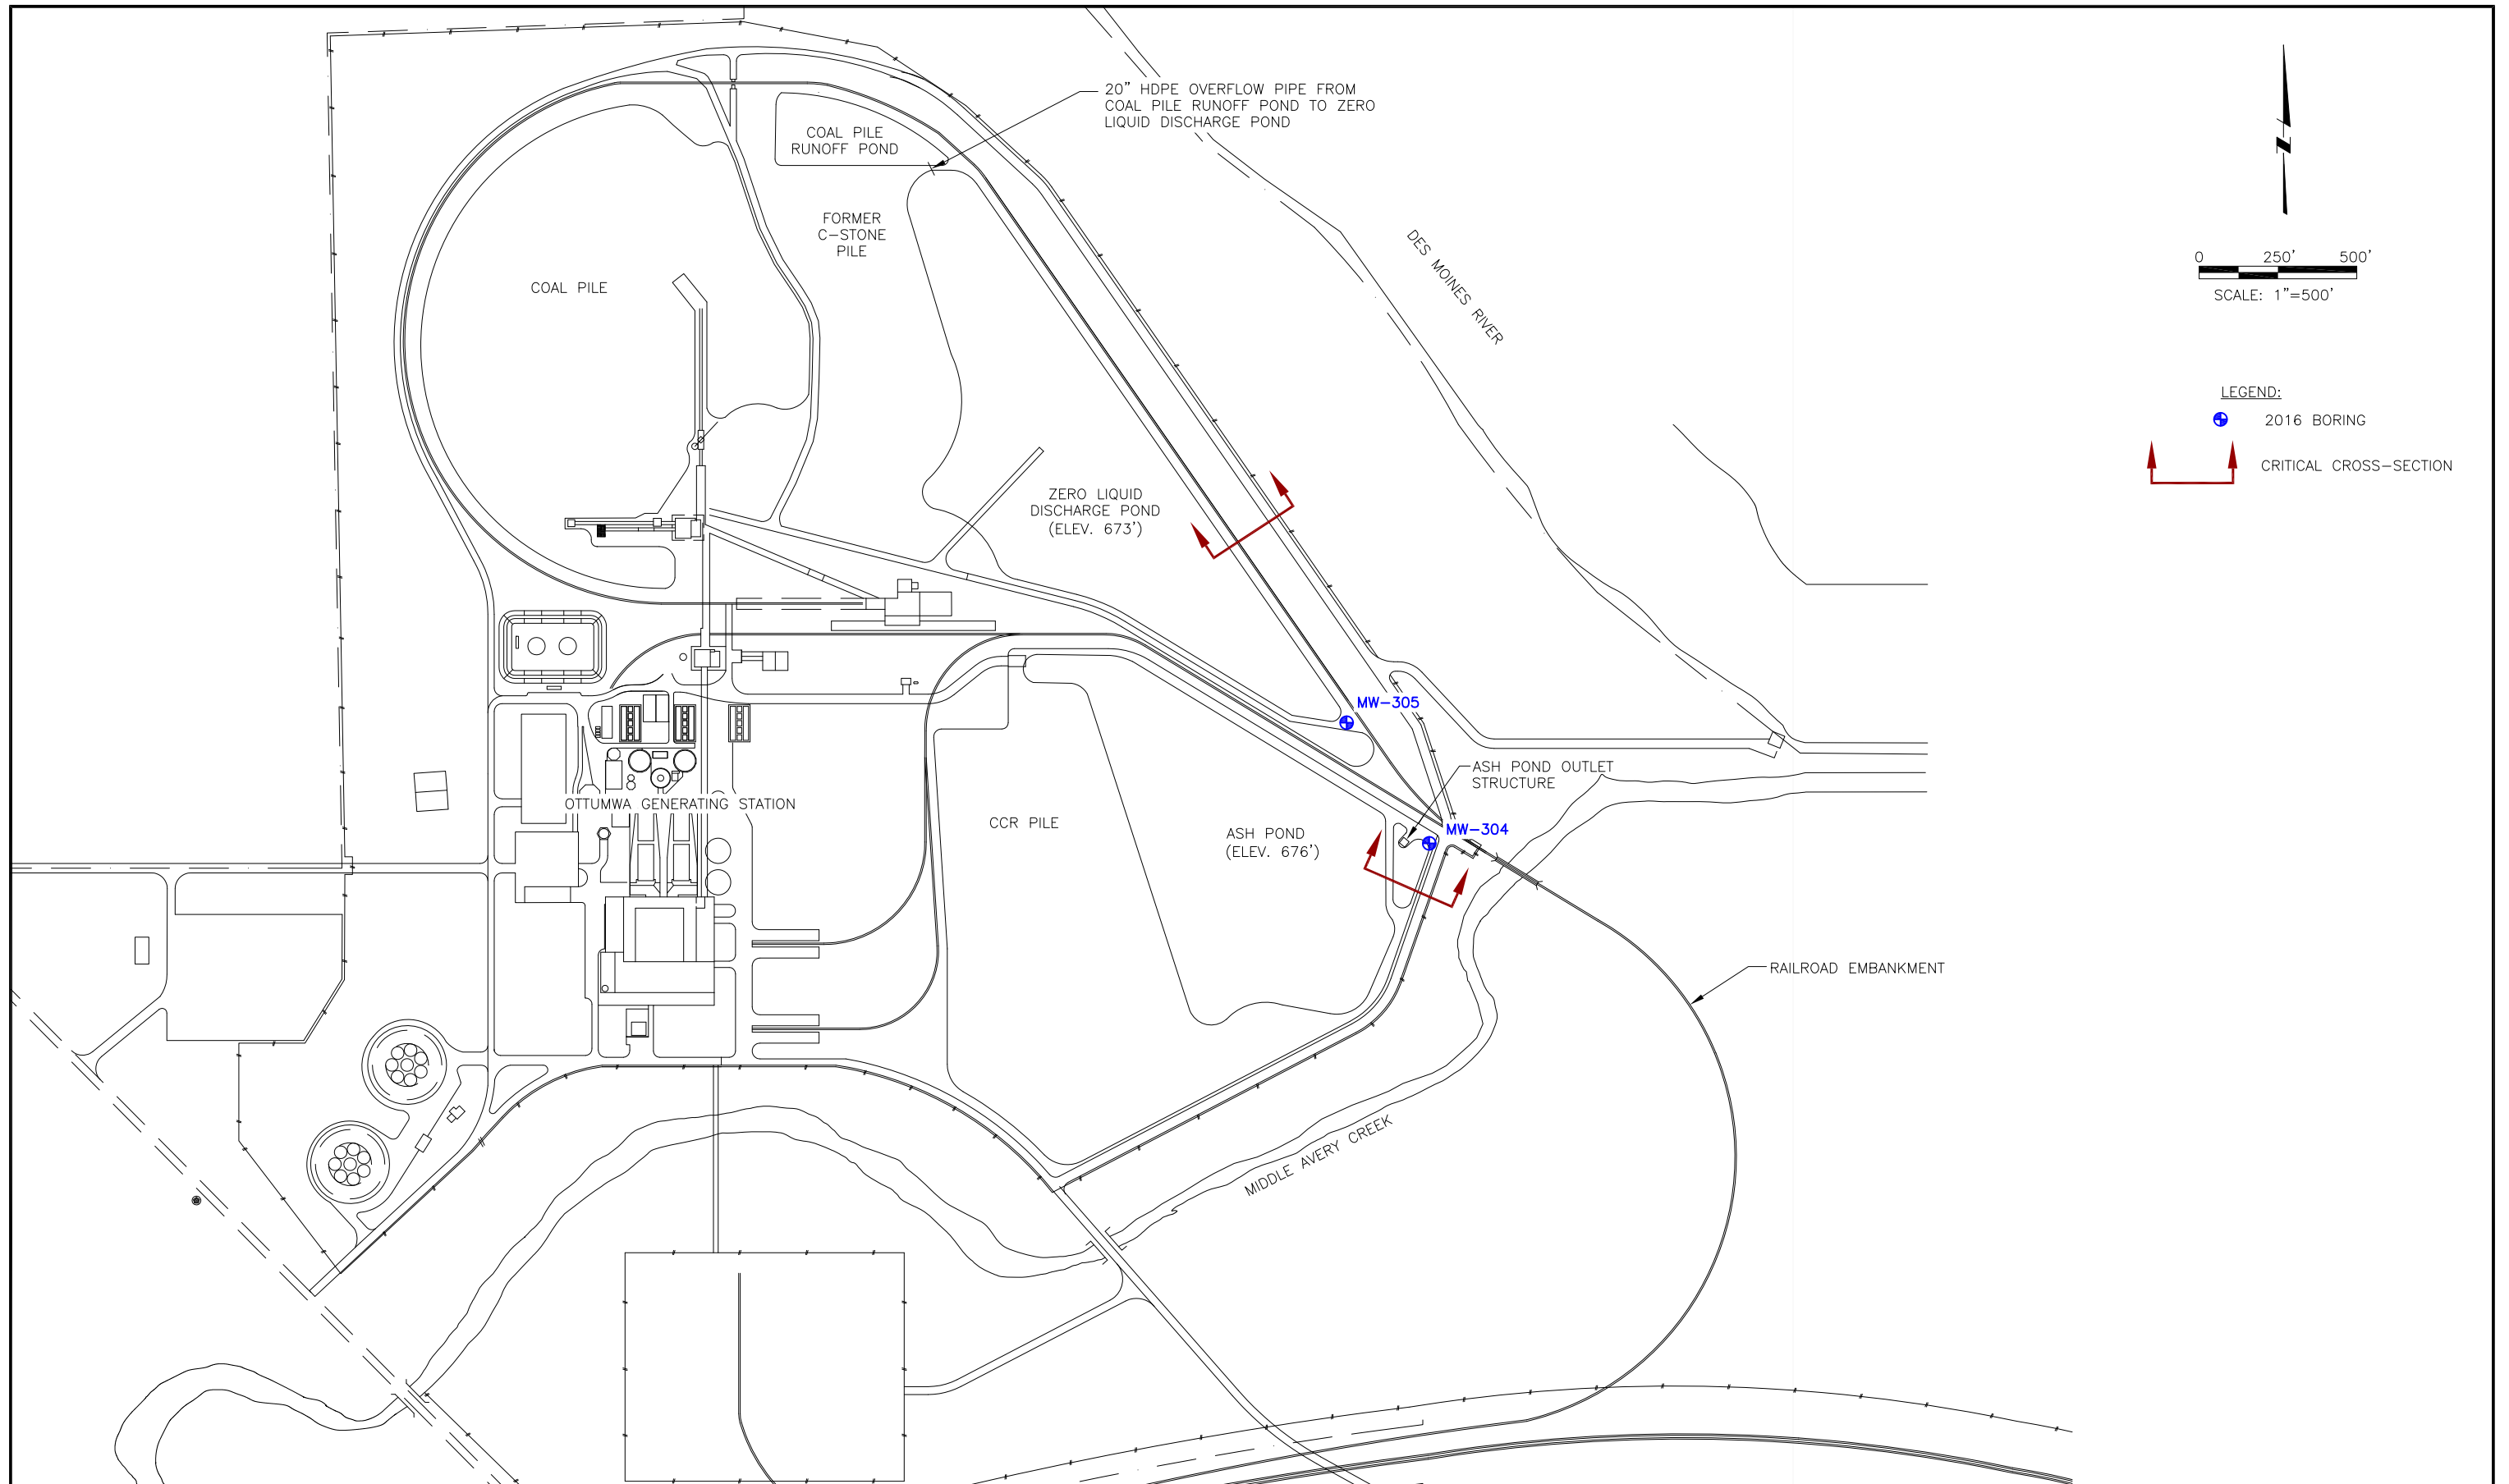 20” HDPE OVERFLOW PIPE FROM
COAL PILE RUNOFF POND TO ZERO
LIQUID DISCHARGE POND
COAL PILE
RUNOFF POND
N
FORMER
C-STONE
PILE
DES MOINES RIVER
0 250' 500'
SCALE: 1”=500'
COAL PILE
LEGEND:
2016 BORING
CRITICAL CROSS-SECTION
ZERO LIQUID
DISCHARGE POND
(ELEV. 673')
MW-305
ASH POND OUTLET
STRUCTURE
OTTUMWA GENERATING STATION
CCR PILE
ASH POND
(ELEV. 676')
MW-304
RAILROAD EMBANKMENT
MIDDLE AVERY CREEK